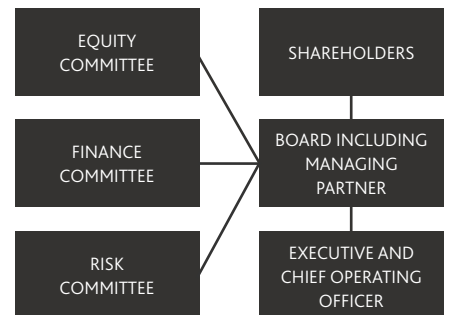 EQUITY
COMMITTEE
SHAREHOLDERS
FINANCE
COMMITTEE
BOARD INCLUDING
MANAGING
PARTNER
RISK
COMMITTEE
EXECUTIVE AND
CHIEF OPERATING
OFFICER